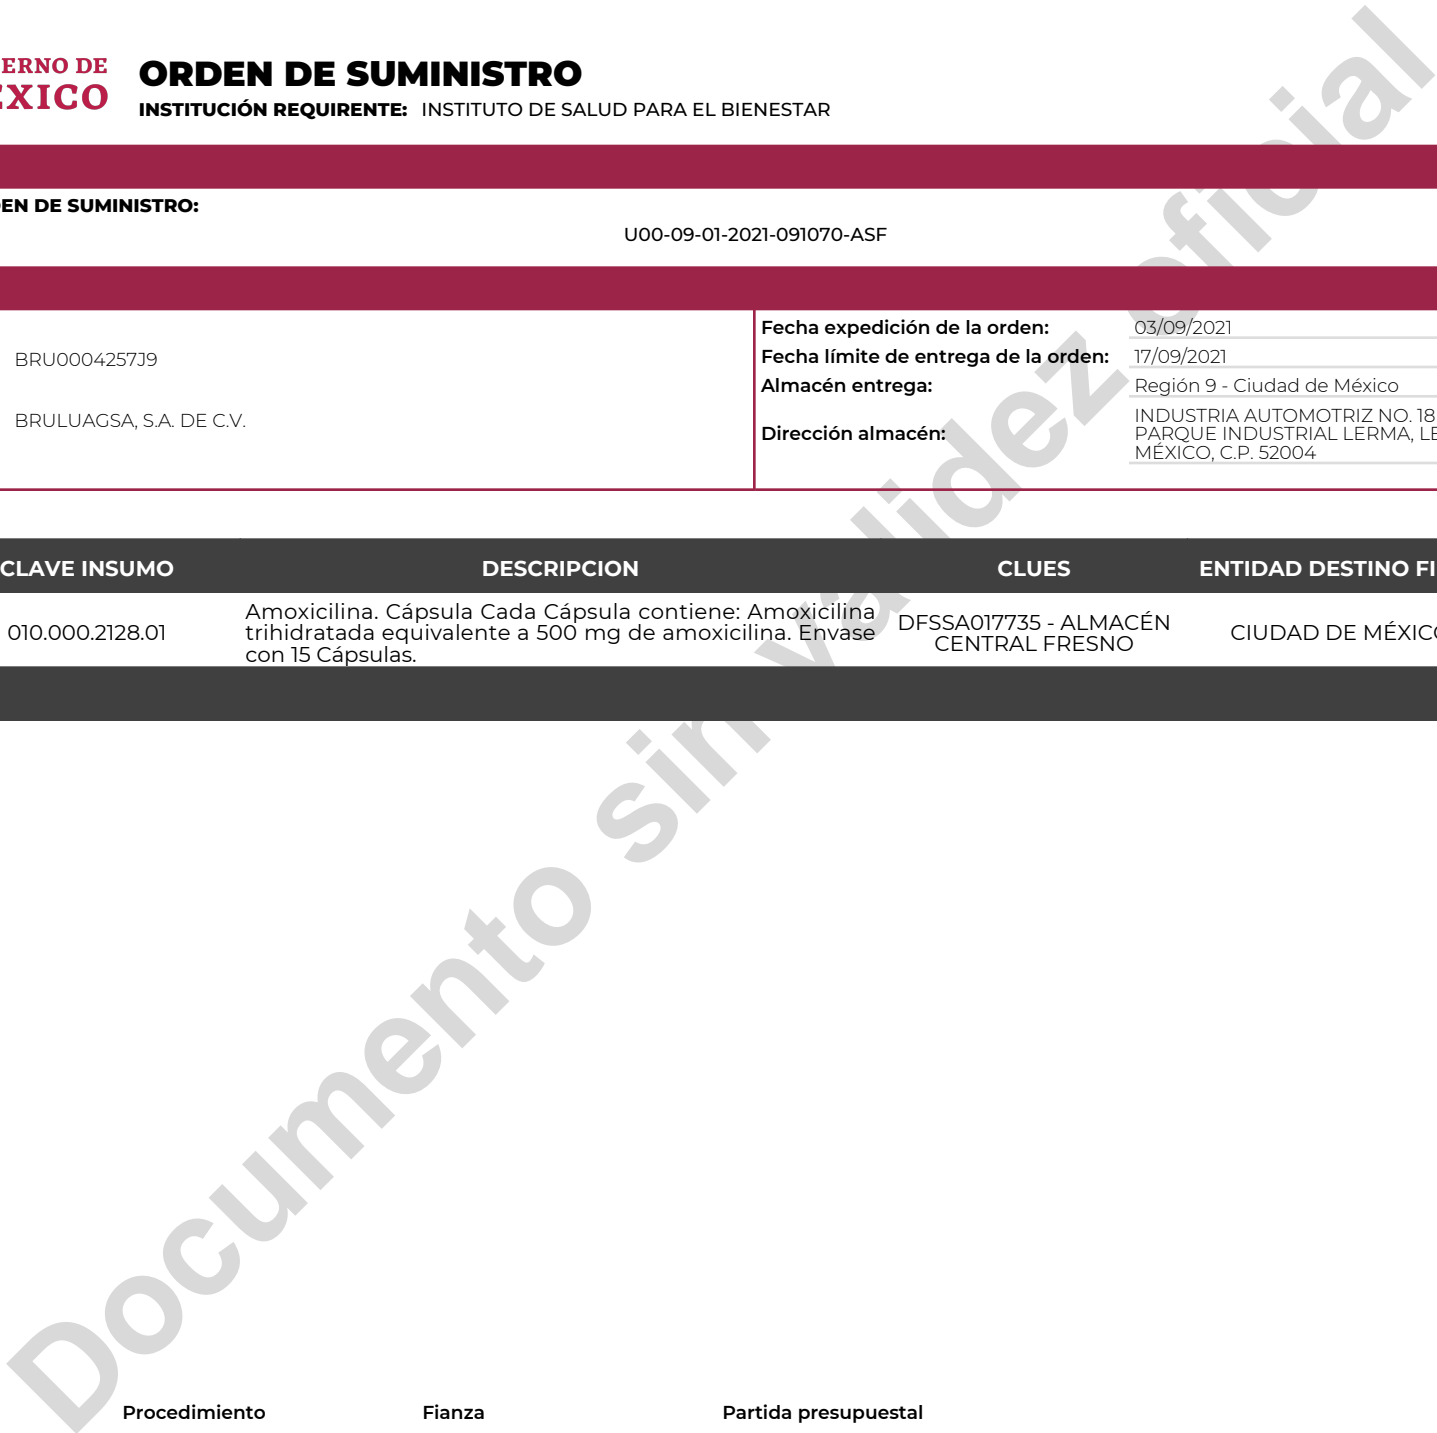 ERNO DE
ÉXICO
ORDEN DE SUMINISTRO
INSTITUCIÓN REQUIRENTE: INSTITUTO DE SALUD PARA EL BIENESTAR
EN DE SUMINISTRO:
U00-09-01-2021-091070-ASF
BRU0004257J9
BRULUAGSA, S.A. DE C.V.
Fecha expedición de la orden: 03/09/2021
Fecha límite de entrega de la orden: 17/09/2021
Almacén entrega: Región 9 - Ciudad de México
Dirección almacén: INDUSTRIA AUTOMOTRIZ NO. 18
PARQUE INDUSTRIAL LERMA, LE
MÉXICO, C.P. 52004
CLAVE INSUMO DESCRIPCION CLUES ENTIDAD DESTINO FI
010.000.2128.01
Amoxicilina. Cápsula Cada Cápsula contiene: Amoxicilina
trihidratada equivalente a 500 mg de amoxicilina. Envase
con 15 Cápsulas.
DFSSA017735 - ALMACÉN
CENTRAL FRESNO
CIUDAD DE MÉXICO
Documento sin validez oficial
Procedimiento Fianza Partida presupuestal